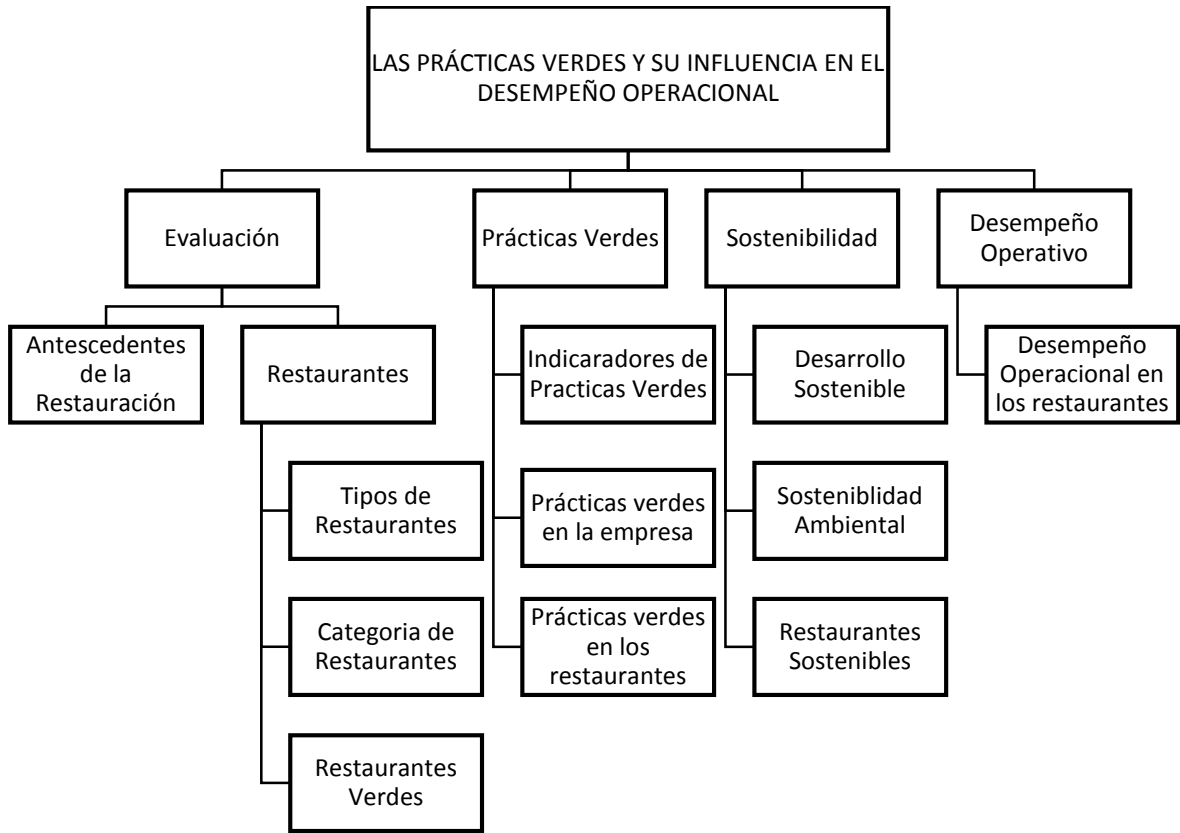 LAS PRÁCTICAS VERDES Y SU INFLUENCIA EN EL
DESEMPEÑO OPERACIONAL
Evaluación
Prácticas Verdes
Sostenibilidad
Desempeño
Operativo
Antescedentes
de la
Restauración
Restaurantes
Indicaradores de
Practicas Verdes
Desarrollo
Sostenible
Desempeño
Operacional en
los restaurantes
Tipos de
Restaurantes
Prácticas verdes
en la empresa
Sosteniblidad
Ambiental
Categoria de
Restaurantes
Prácticas verdes
en los
restaurantes
Restaurantes
Sostenibles
Restaurantes
Verdes